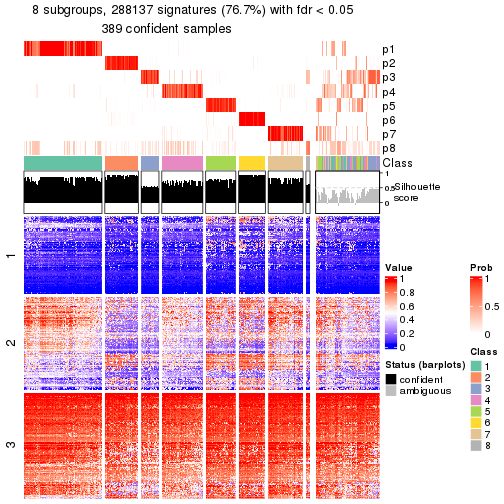 8 subgroups, 288137 signatures (76.7%) with fdr < 0.05
389 confident samples
p1
p2
p3
p4
p5
p6
p7
p8
Class
1
0.5
0
Silhouette
score
1
2
3
Value
1
0.8
0.6
0.4
0.2
0
Status (barplots)
confident
ambiguous
Prob
1
0.5
0
Class
1
2
3
4
5
6
7
8